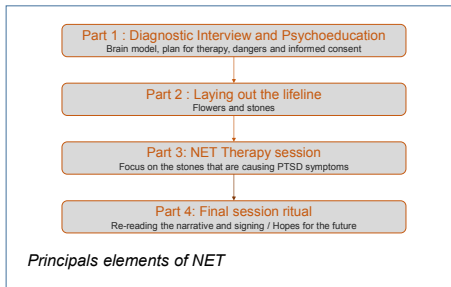 Part 1 : Diagnostic Interview and Psychoeducation
Brain model, plan for therapy, dangers and informed consent
Part 2 : Laying out the lifeline
Flowers and stones
Part 3: NET Therapy session
Focus on the stones that are causing PTSD symptoms
Part 4: Final session ritual
Re-reading the narrative and signing / Hopes for the future
Principals elements of NET